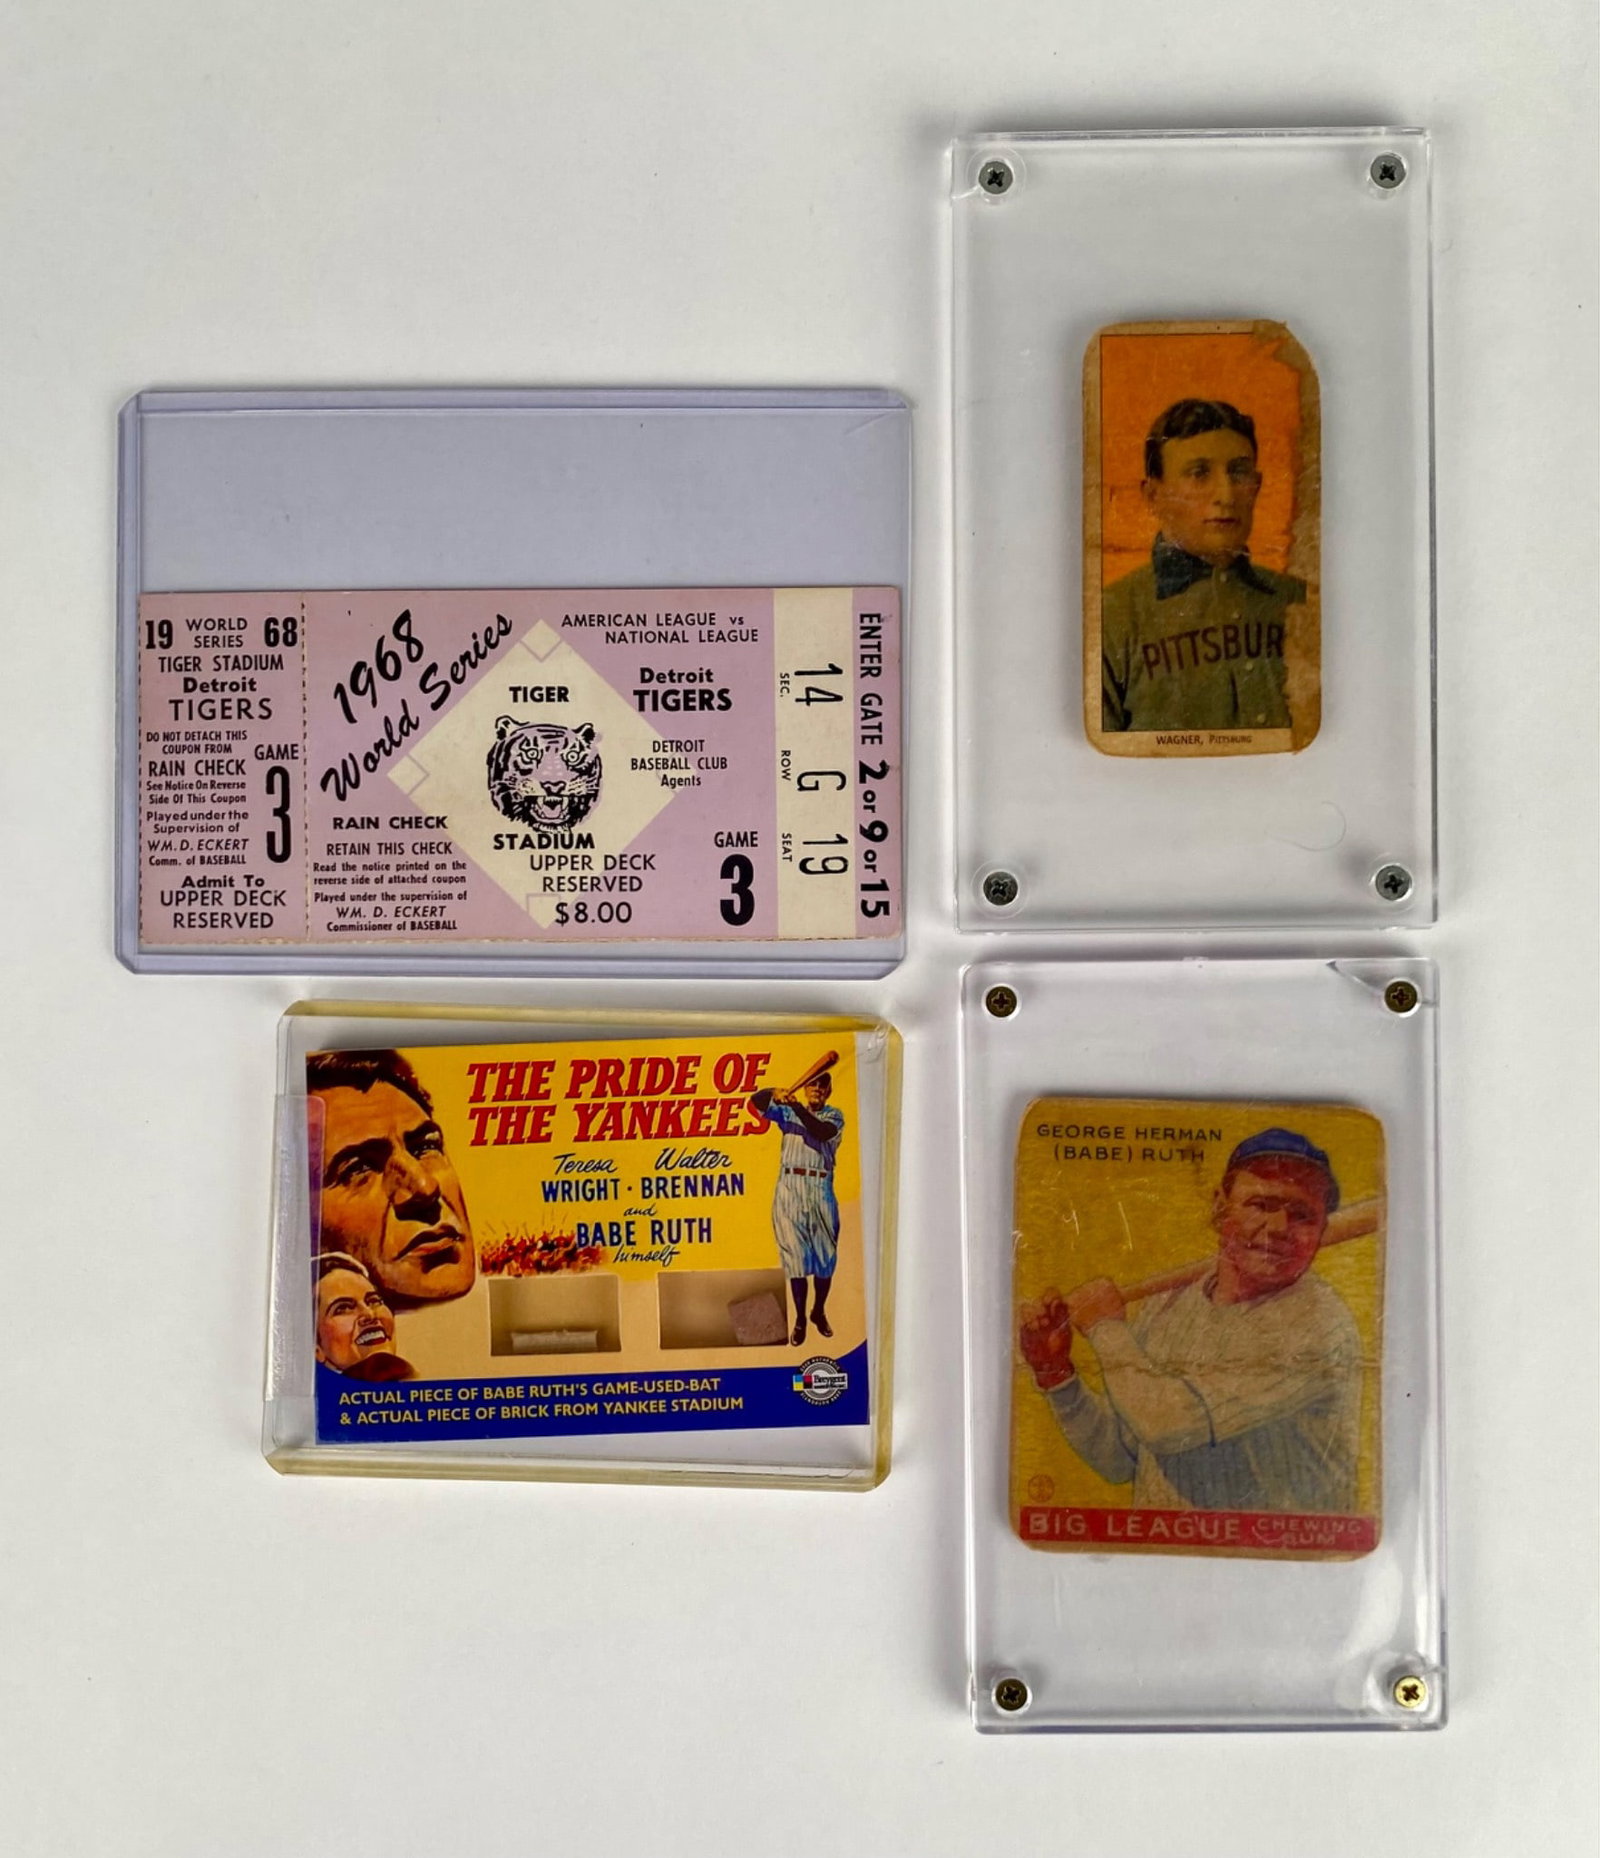 19 WORLD SERIES 68
TIGER STADIUM
Detroit
TIGERS
DO NOT DETACH THIS
COUPON FROM
RAIN CHECK
See Notice On Reverse
Side Of This Coupon
Played under the
Supervision of
WM. D. ECKERT
Comm. of BASEBALL
GAME
3
Admit To
UPPER DECK
RESERVED
1968
World Series
RAIN CHECK
RETAIN THIS CHECK
Read the notice printed on the
reverse side of attached coupon
Played under the supervision of
WM. D. ECKERT
Commissioner of BASEBALL
TIGER
STADIUM
UPPER DECK
RESERVED
$8.00
AMERICAN LEAGUE vs
NATIONAL LEAGUE
Detroit
TIGERS
DETROIT
BASEBALL CLUB
Agents
GAME
3
SEC. 14
ROW G
SEAT 19
ENTER GATE 2 or 9 or 15
PITTSBUR
WAGNER, PITTSBURG
THE PRIDE OF
THE YANKEES
Teresa Walter
WRIGHT · BRENNAN
and
BABE RUTH
himself
ACTUAL PIECE OF BABE RUTH'S GAME-USED-BAT
& ACTUAL PIECE OF BRICK FROM YANKEE STADIUM
Breygent
GEORGE HERMAN
(BABE) RUTH
BIG LEAGUE CHEWING
GUM